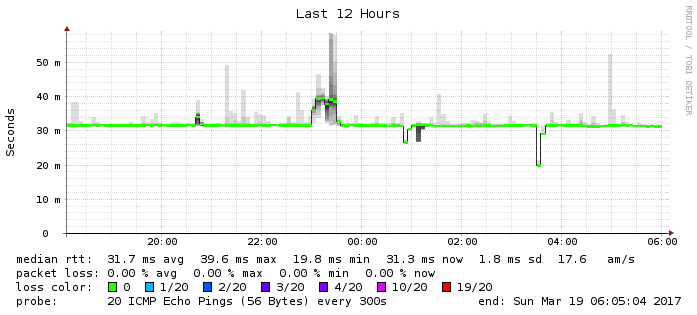 Last 12 Hours
RRDTOOL / TOBI OETIKER
Seconds
50 m
40 m
30 m
20 m
10 m
0
20:00 22:00 00:00 02:00 04:00 06:00
median rtt: 31.7 ms avg 39.6 ms max 19.8 ms min 31.3 ms now 1.8 ms sd 17.6 am/s
packet loss: 0.00 % avg 0.00 % max 0.00 % min 0.00 % now
loss color: 0 1/20 2/20 3/20 4/20 10/20 19/20
probe: 20 ICMP Echo Pings (56 Bytes) every 300s end: Sun Mar 19 06:05:04 2017